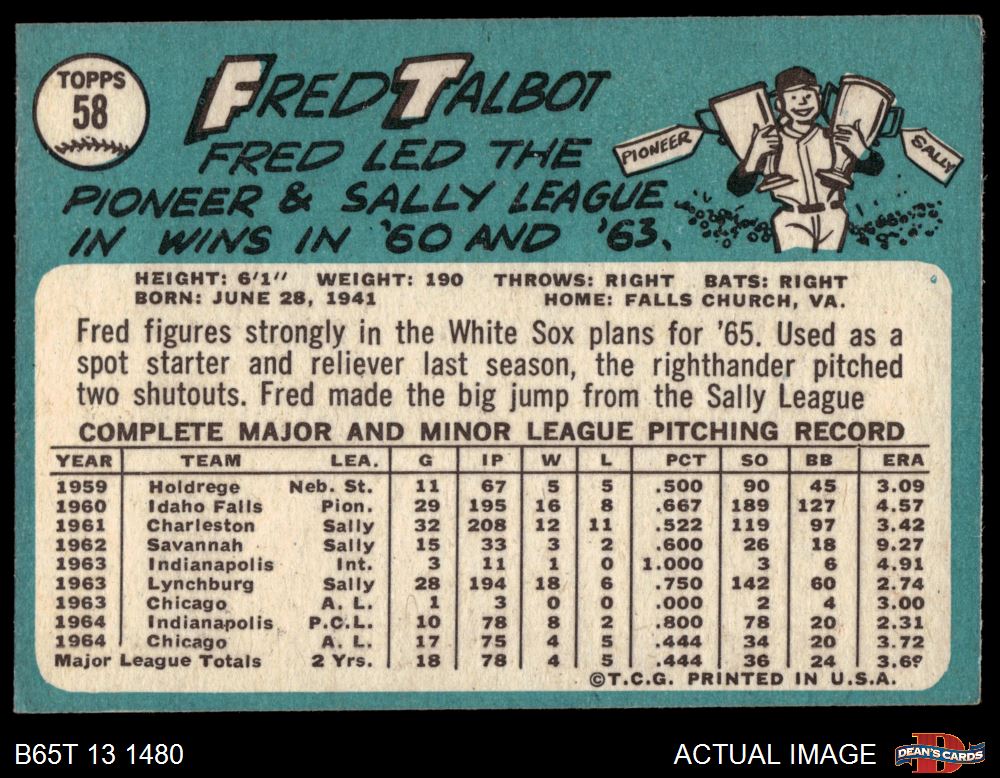 TOPPS
58
FRED TALBOT
FRED LED THE
PIONEER & SALLY LEAGUE
IN WINS IN '60 AND '63.
PIONEER
SALLY
HEIGHT: 6'1" WEIGHT: 190 THROWS: RIGHT BATS: RIGHT
BORN: JUNE 28, 1941 HOME: FALLS CHURCH, VA.
Fred figures strongly in the White Sox plans for '65. Used as a
spot starter and reliever last season, the righthander pitched
two shutouts. Fred made the big jump from the Sally League
COMPLETE MAJOR AND MINOR LEAGUE PITCHING RECORD
YEAR TEAM LEA. G IP W L PCT SO BB ERA
1959 Holdrege Neb. St. 11 67 5 5 .500 90 45 3.09
1960 Idaho Falls Pion. 29 195 16 8 .667 189 127 4.57
1961 Charleston Sally 32 208 12 11 .522 119 97 3.42
1962 Savannah Sally 15 33 3 2 .600 26 18 9.27
1963 Indianapolis Int. 3 11 1 0 1.000 3 6 4.91
1963 Lynchburg Sally 28 194 18 6 .750 142 60 2.74
1963 Chicago A. L. 1 3 0 0 .000 2 4 3.00
1964 Indianapolis P.C.L. 10 78 8 2 .800 78 20 2.31
1964 Chicago A. L. 17 75 4 5 .444 34 20 3.72
Major League Totals 2 Yrs. 18 78 4 5 .444 36 24 3.69
©T.C.G. PRINTED IN U.S.A.
B65T 13 1480
ACTUAL IMAGE
DEAN'S CARDS